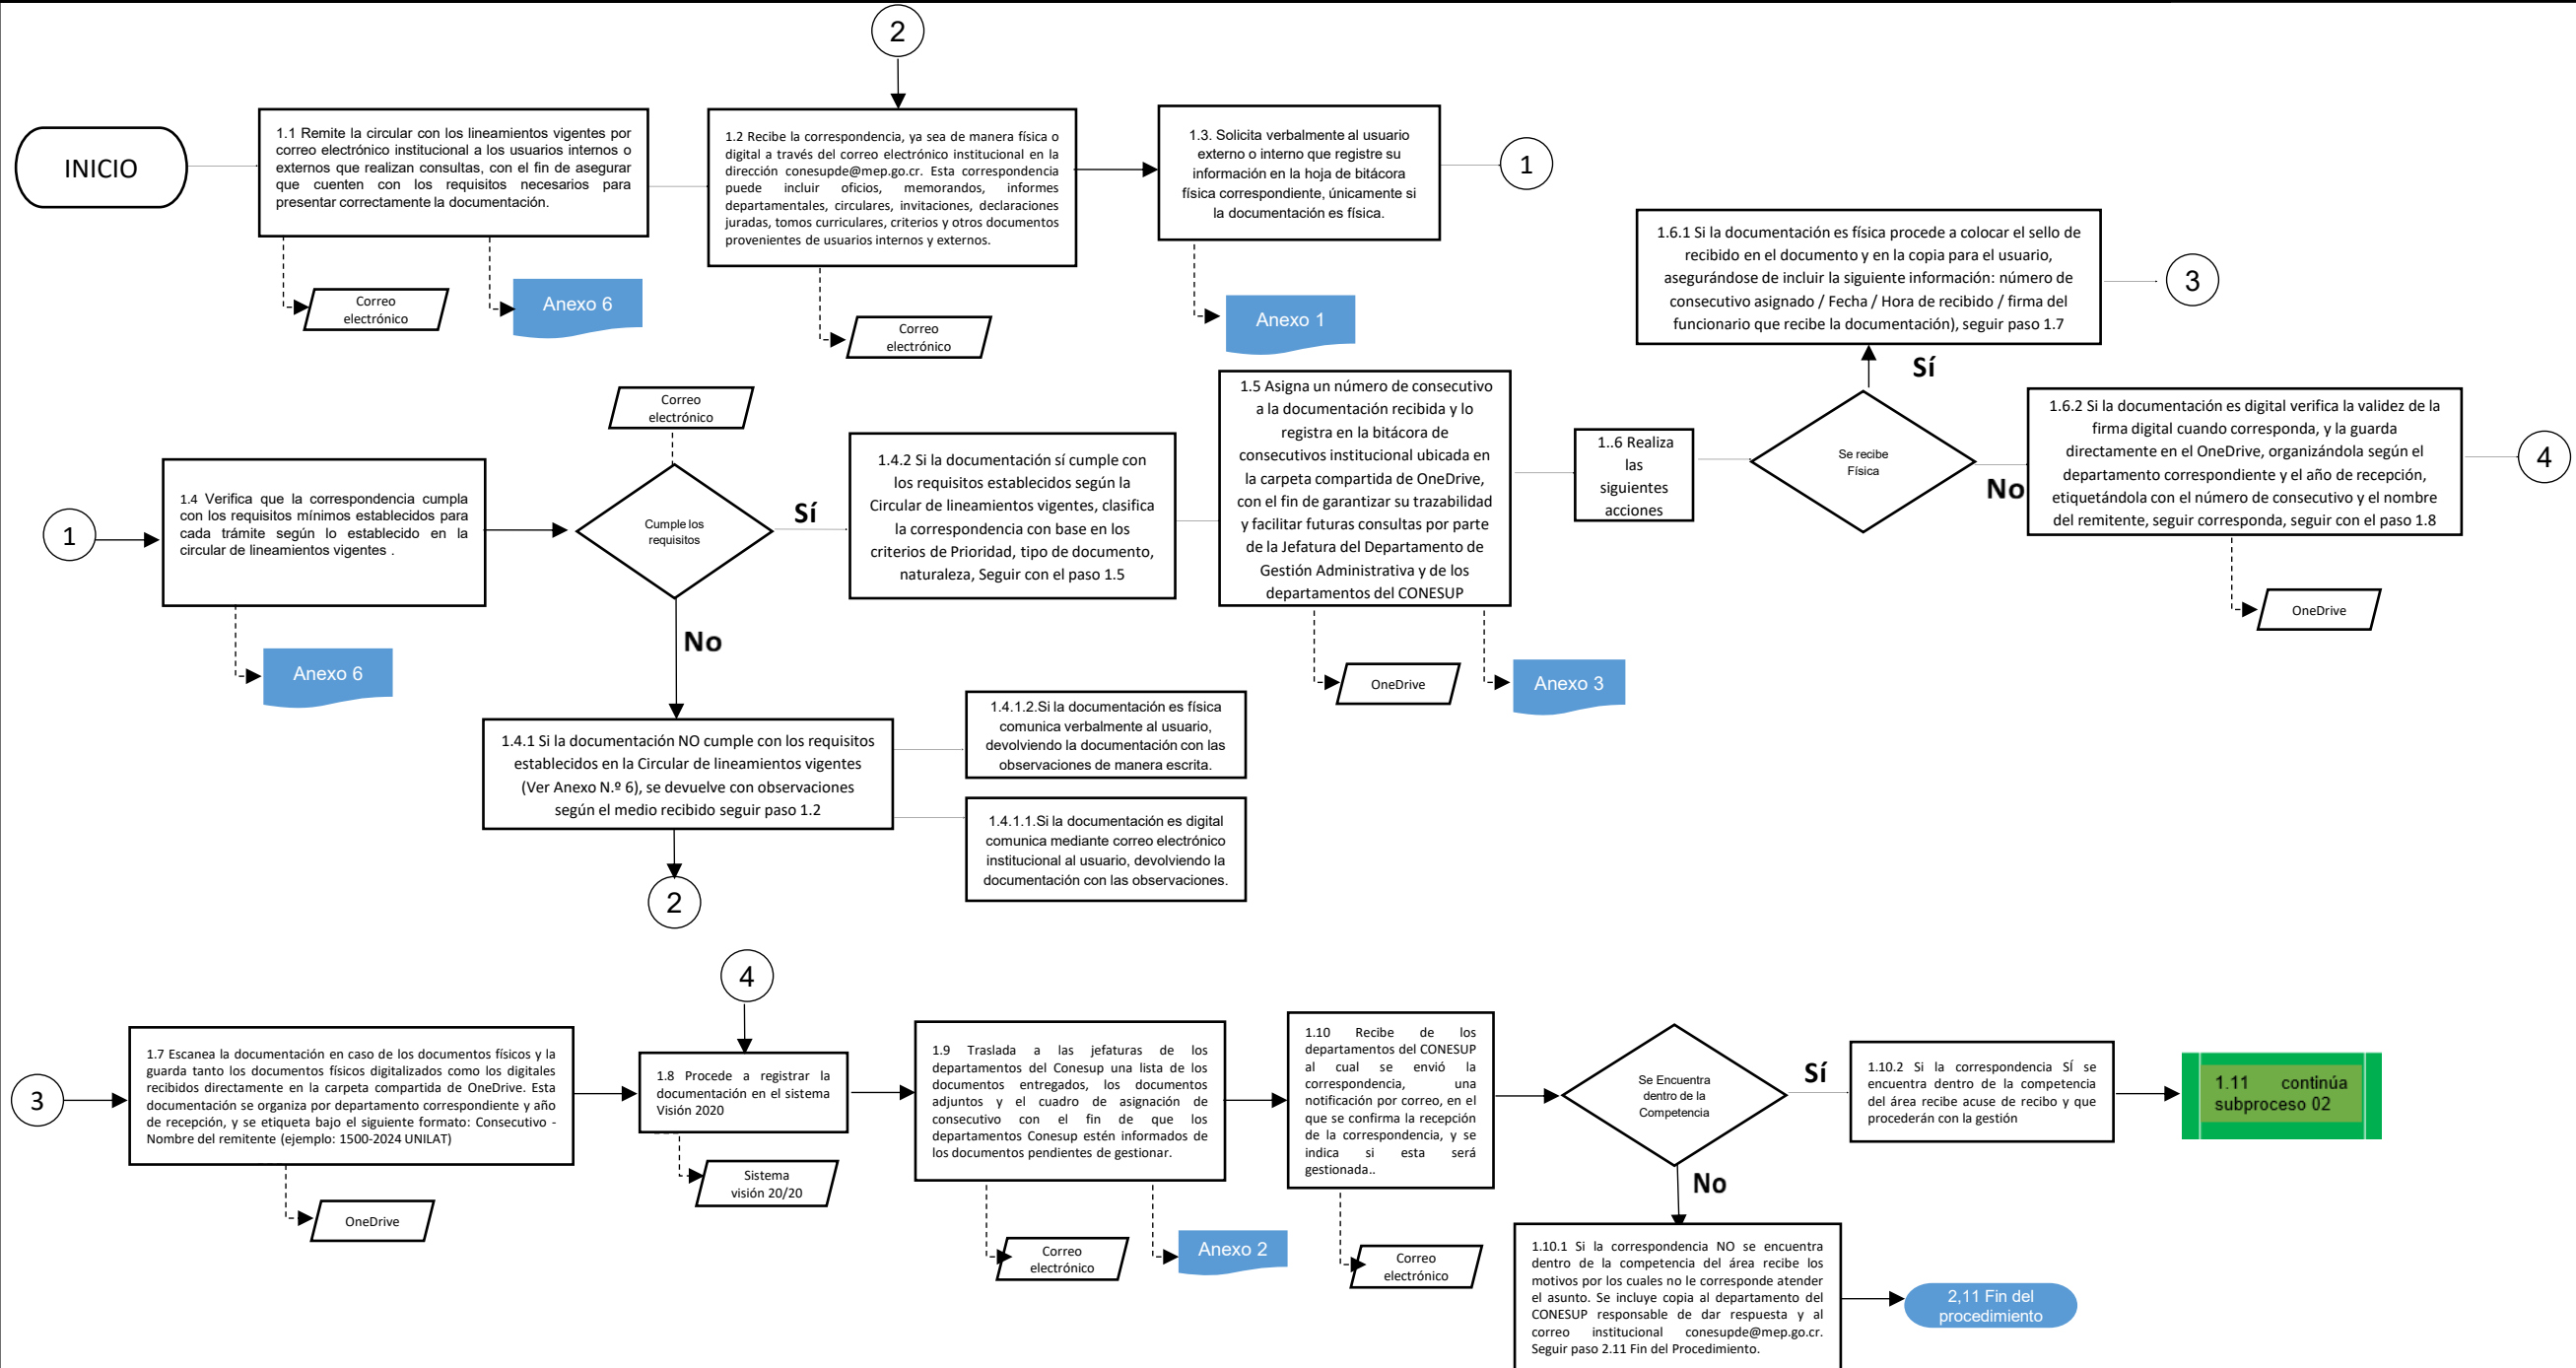 2
INICIO
1.1 Remite la circular con los lineamientos vigentes por
correo electrónico institucional a los usuarios internos o
externos que realizan consultas, con el fin de asegurar
que cuenten con los requisitos necesarios para
presentar correctamente la documentación.
Correo
electrónico
Anexo 6
1.2 Recibe la correspondencia, ya sea de manera física o
digital a través del correo electrónico institucional en la
dirección conesupde@mep.go.cr. Esta correspondencia
puede incluir oficios, memorandos, informes
departamentales, circulares, invitaciones, declaraciones
juradas, tomos curriculares, criterios y otros documentos
provenientes de usuarios internos y externos.
Correo
electrónico
1.3. Solicita verbalmente al usuario
externo o interno que registre su
información en la hoja de bitácora
física correspondiente, únicamente si
la documentación es física.
Anexo 1
1
1
1.4 Verifica que la correspondencia cumpla
con los requisitos mínimos establecidos para
cada trámite según lo establecido en la
circular de lineamientos vigentes .
Anexo 6
Correo
electrónico
Cumple los
requisitos
Sí
No
1.4.2 Si la documentación sí cumple con
los requisitos establecidos según la
Circular de lineamientos vigentes, clasifica
la correspondencia con base en los
criterios de Prioridad, tipo de documento,
naturaleza, Seguir con el paso 1.5
1.5 Asigna un número de consecutivo
a la documentación recibida y lo
registra en la bitácora de
consecutivos institucional ubicada en
la carpeta compartida de OneDrive,
con el fin de garantizar su trazabilidad
y facilitar futuras consultas por parte
de la Jefatura del Departamento de
Gestión Administrativa y de los
departamentos del CONESUP
OneDrive
Anexo 3
1..6 Realiza
las
siguientes
acciones
Se recibe
Física
Sí
No
1.6.1 Si la documentación es física procede a colocar el sello de
recibido en el documento y en la copia para el usuario,
asegurándose de incluir la siguiente información: número de
consecutivo asignado / Fecha / Hora de recibido / firma del
funcionario que recibe la documentación), seguir paso 1.7
3
1.6.2 Si la documentación es digital verifica la validez de la
firma digital cuando corresponda, y la guarda
directamente en el OneDrive, organizándola según el
departamento correspondiente y el año de recepción,
etiquetándola con el número de consecutivo y el nombre
del remitente, seguir corresponda, seguir con el paso 1.8
4
OneDrive
1.4.1 Si la documentación NO cumple con los requisitos
establecidos en la Circular de lineamientos vigentes
(Ver Anexo N.º 6), se devuelve con observaciones
según el medio recibido seguir paso 1.2
1.4.1.2.Si la documentación es física
comunica verbalmente al usuario,
devolviendo la documentación con las
observaciones de manera escrita.
1.4.1.1.Si la documentación es digital
comunica mediante correo electrónico
institucional al usuario, devolviendo la
documentación con las observaciones.
2
3
1.7 Escanea la documentación en caso de los documentos físicos y la
guarda tanto los documentos físicos digitalizados como los digitales
recibidos directamente en la carpeta compartida de OneDrive. Esta
documentación se organiza por departamento correspondiente y año
de recepción, y se etiqueta bajo el siguiente formato: Consecutivo -
Nombre del remitente (ejemplo: 1500-2024 UNILAT)
OneDrive
4
1.8 Procede a registrar la
documentación en el sistema
Visión 2020
Sistema
visión 20/20
1.9 Traslada a las jefaturas de los
departamentos del Conesup una lista de los
documentos entregados, los documentos
adjuntos y el cuadro de asignación de
consecutivo con el fin de que los
departamentos Conesup estén informados de
los documentos pendientes de gestionar.
Correo
electrónico
Anexo 2
1.10 Recibe de los
departamentos del CONESUP
al cual se envió la
correspondencia, una
notificación por correo, en el
que se confirma la recepción
de la correspondencia, y se
indica si esta será
gestionada..
Correo
electrónico
Se Encuentra
dentro de la
Competencia
Sí
No
1.10.2 Si la correspondencia SÍ se
encuentra dentro de la competencia
del área recibe acuse de recibo y que
procederán con la gestión
1.11 continúa
subproceso 02
1.10.1 Si la correspondencia NO se encuentra
dentro de la competencia del área recibe los
motivos por los cuales no le corresponde atender
el asunto. Se incluye copia al departamento del
CONESUP responsable de dar respuesta y al
correo institucional conesupde@mep.go.cr.
Seguir paso 2.11 Fin del Procedimiento.
2,11 Fin del
procedimiento